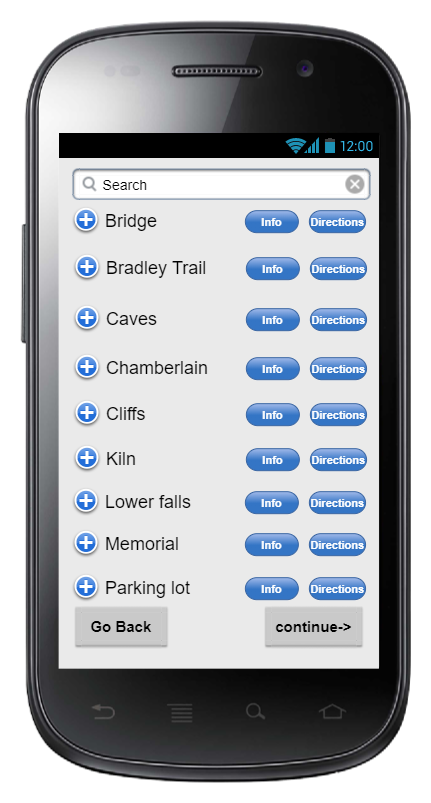 12:00
Search
Bridge Info Directions
Bradley Trail Info Directions
Caves Info Directions
Chamberlain Info Directions
Cliffs Info Directions
Kiln Info Directions
Lower falls Info Directions
Memorial Info Directions
Parking lot Info Directions
Go Back continue->